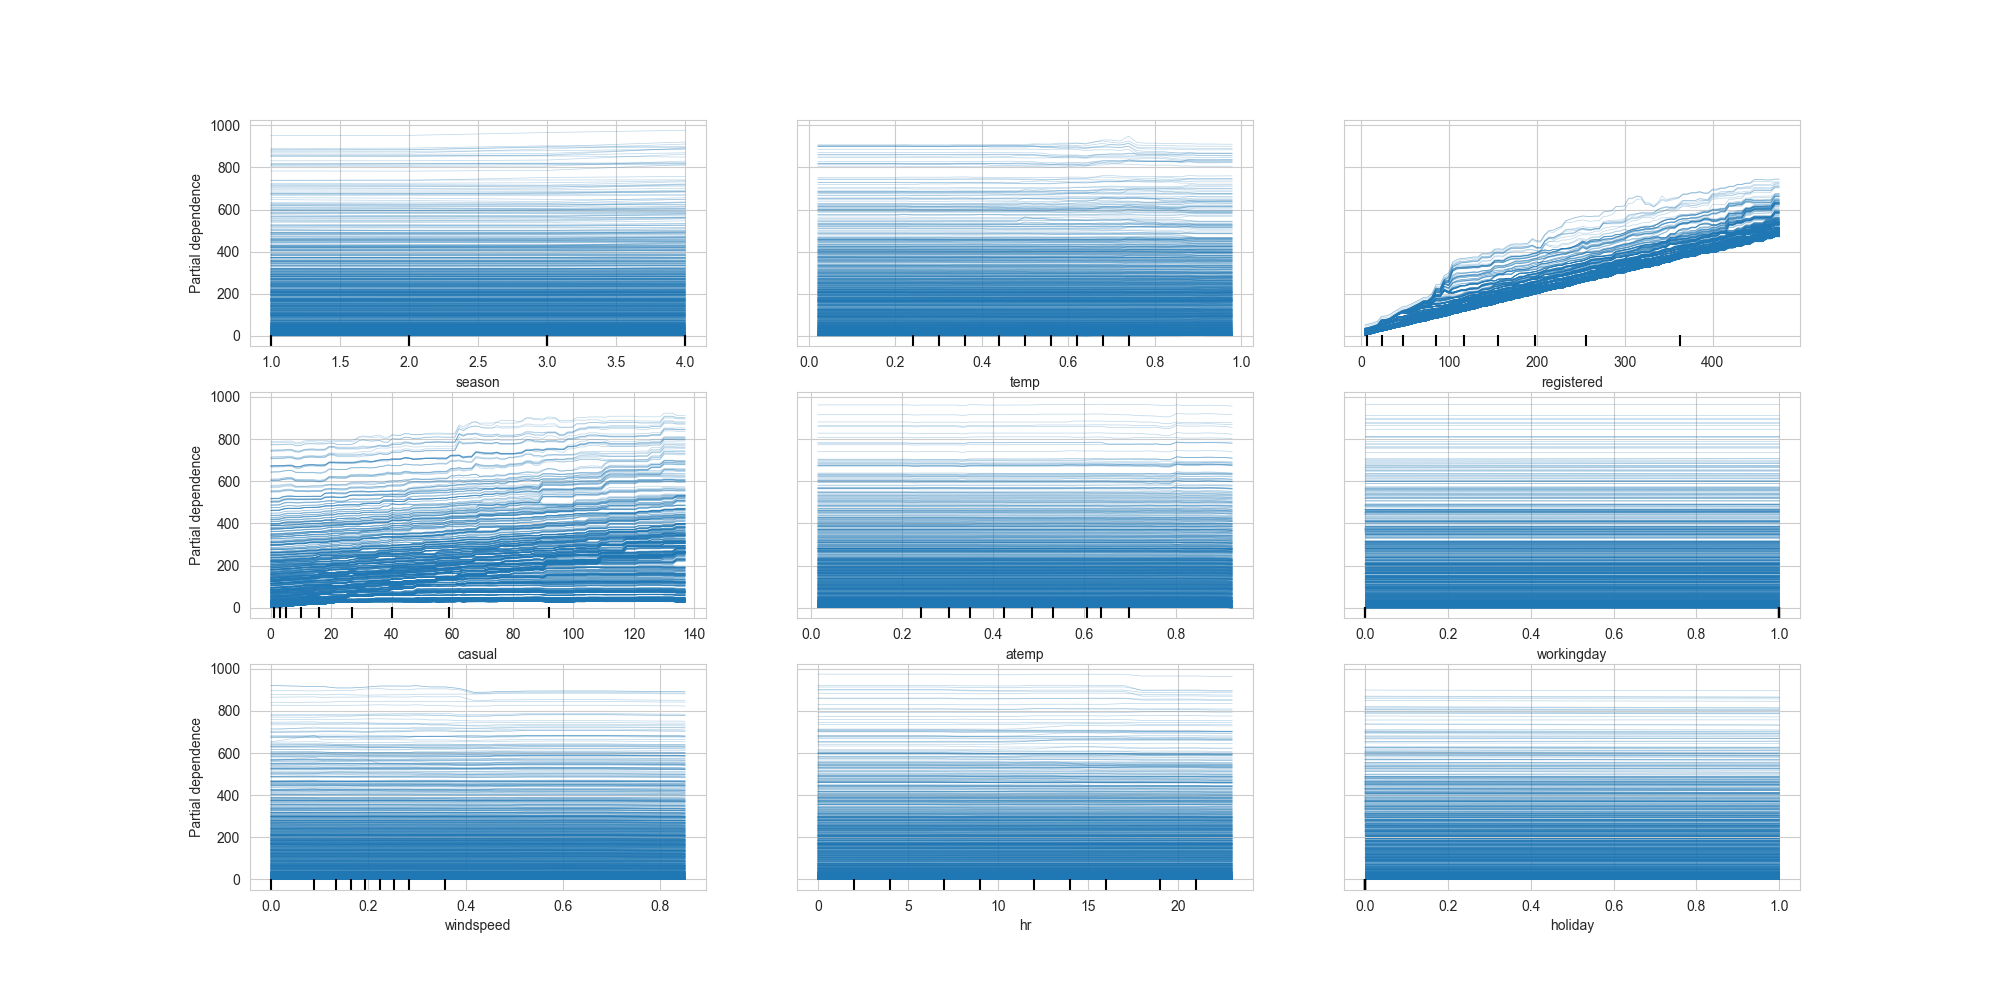 Partial dependence
1000
800
600
400
200
0
1.0 1.5 2.0 2.5 3.0 3.5 4.0
season
0.0 0.2 0.4 0.6 0.8 1.0
temp
0 100 200 300 400
registered
Partial dependence
1000
800
600
400
200
0
0 20 40 60 80 100 120 140
casual
0.0 0.2 0.4 0.6 0.8
atemp
0.0 0.2 0.4 0.6 0.8 1.0
workingday
Partial dependence
1000
800
600
400
200
0
0.0 0.2 0.4 0.6 0.8
windspeed
0 5 10 15 20
hr
0.0 0.2 0.4 0.6 0.8 1.0
holiday